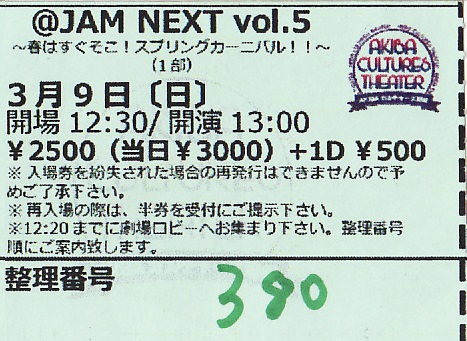 @JAM NEXT vol.5
～春はすぐそこ！スプリングカーニバル！！～
（１部）
AKIBA
CULTURES
THEATER
３月９日〔日〕
開場 12:30/ 開演 13:00
￥2500（当日￥3000）+1D ￥500
※ 入場券を紛失された場合の再発行はできませんので予
めご了承下さい。
※ 再入場の際は、半券を受付にご提示下さい。
※12:20 までに劇場ロビーへお集まり下さい。整理番号
順にご案内致します。
整理番号
390